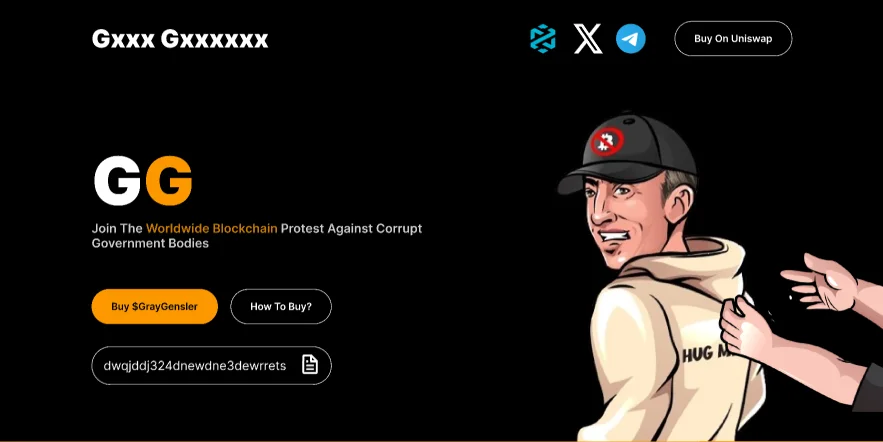 Gxxx Gxxxxxx
Buy On Uniswap
GG
Join The Worldwide Blockchain Protest Against Corrupt
Government Bodies
Buy $GrayGensler
How To Buy?
dwqjddj324dnewdne3dewrrets
HUG M